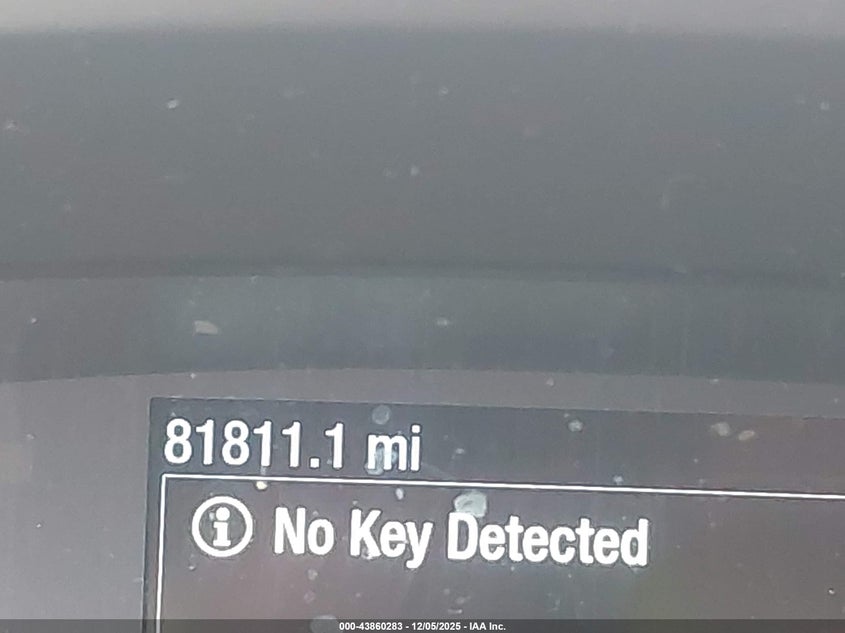 81811.1 mi
No Key Detected
000-43860283 - 12/05/2025 - IAA Inc.